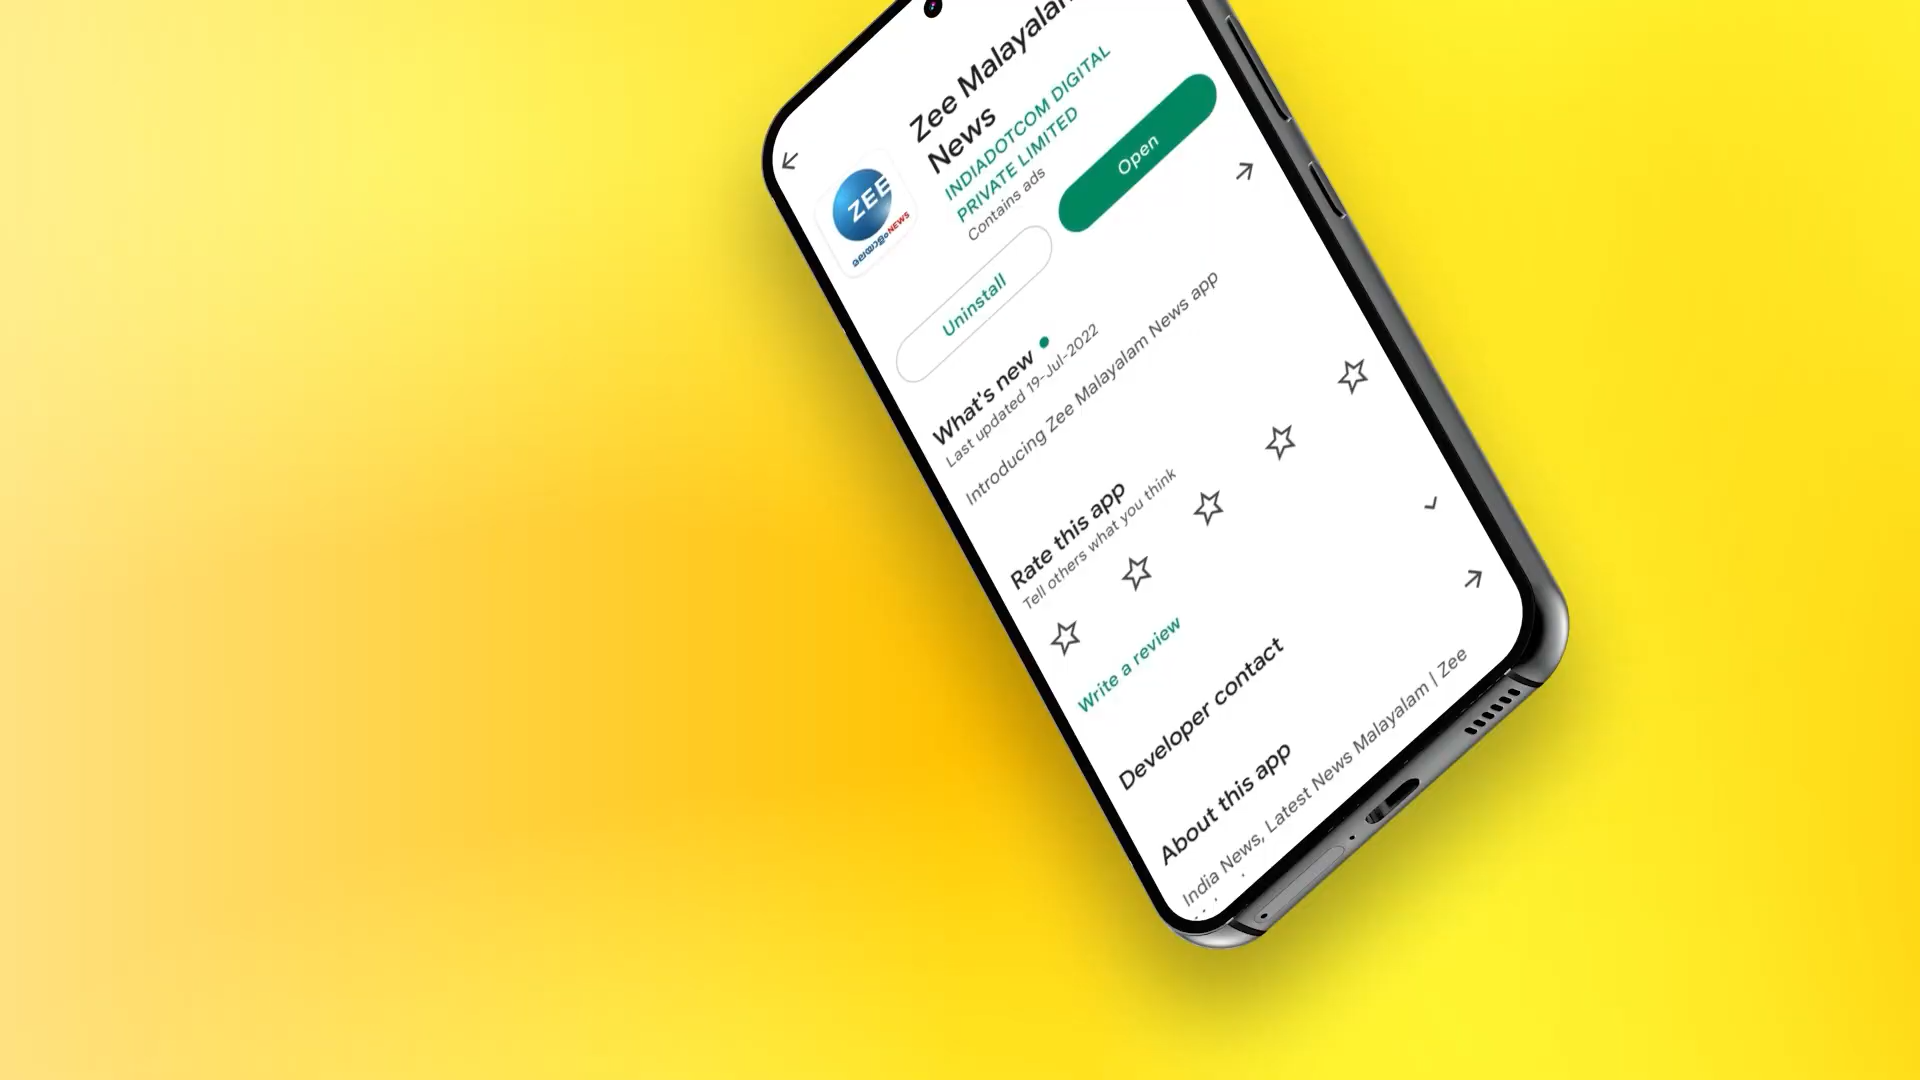 Zee Malayalam
News
INDIADOTCOM DIGITAL
PRIVATE LIMITED
Contains ads
ZEE
മലയാളം NEWS
Uninstall
Open
What's new
Last updated 19-Jul-2022
Introducing Zee Malayalam News app
Rate this app
Tell others what you think
Write a review
Developer contact
About this app
India News, Latest News Malayalam | Zee